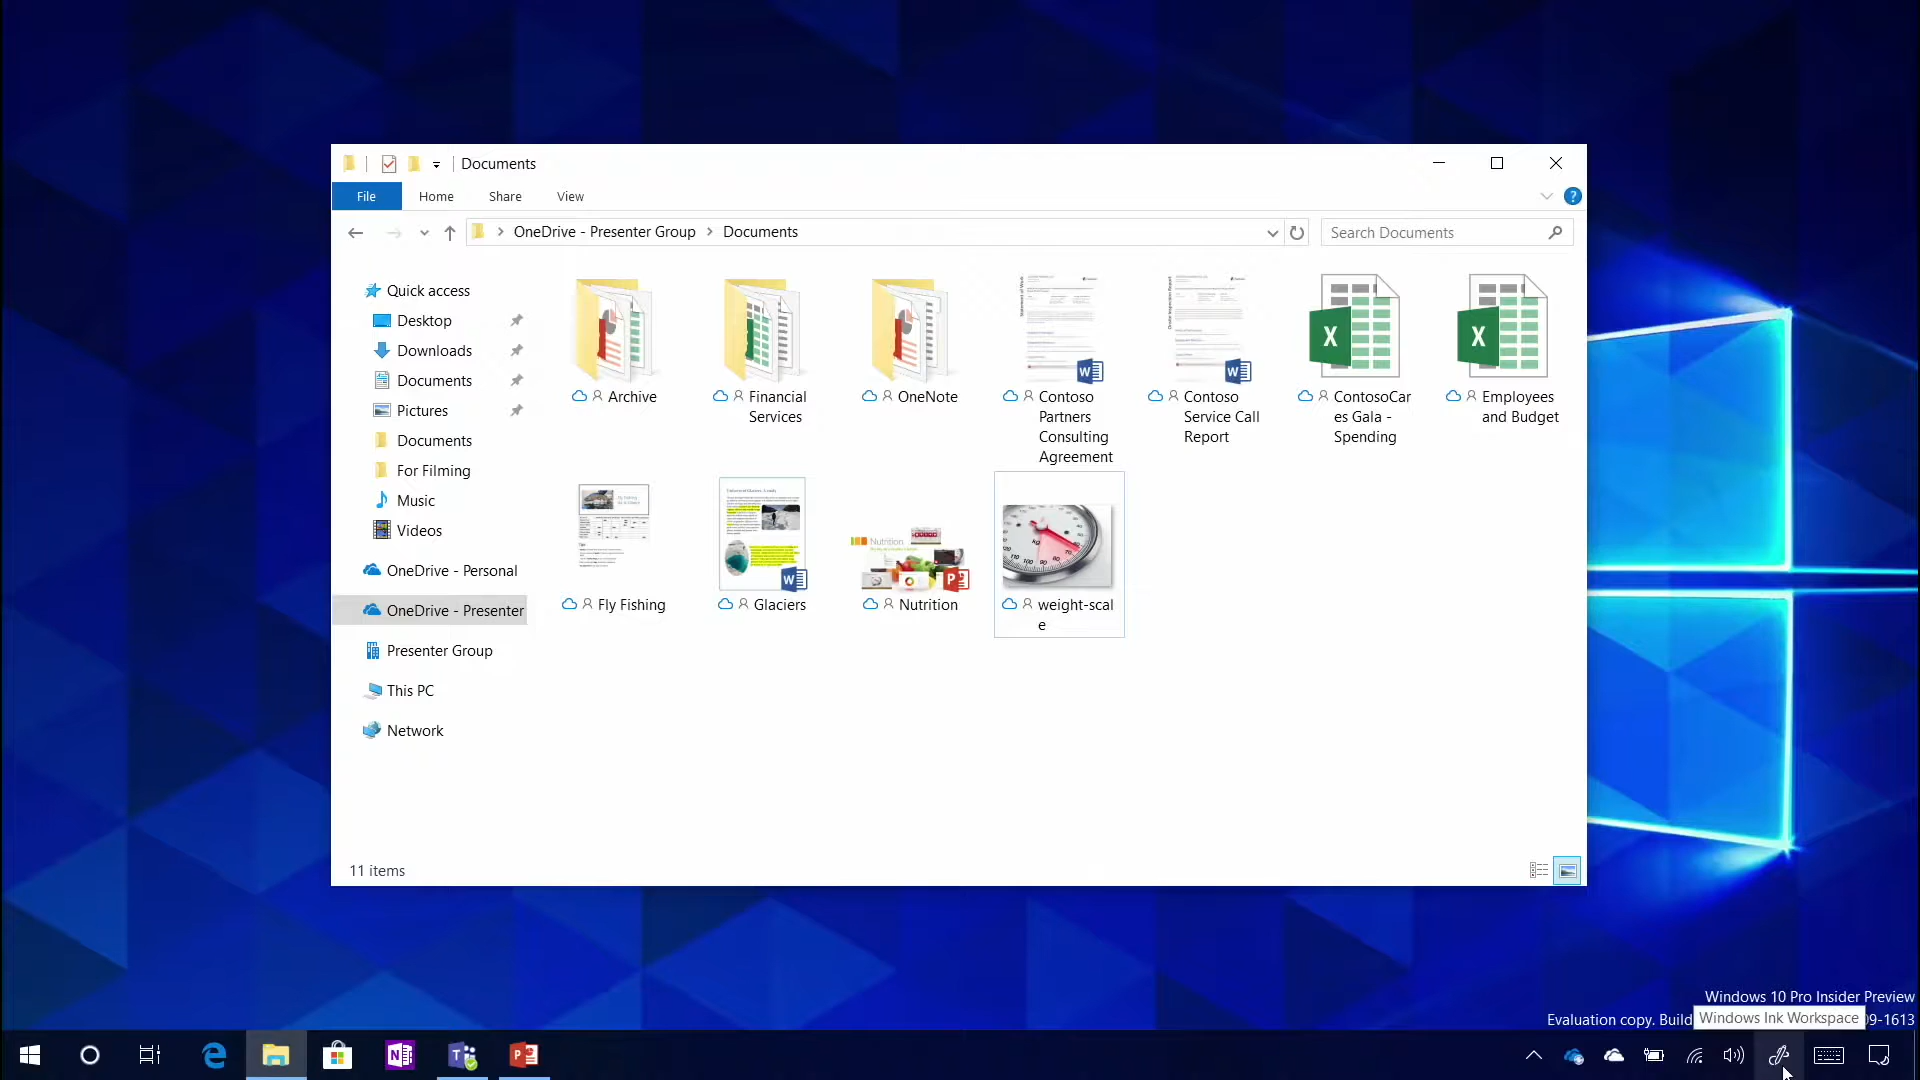 Documents
File
Home
Share
View
?
OneDrive - Presenter Group
Documents
Search Documents
Quick access
Desktop
Downloads
Documents
Pictures
Documents
For Filming
Music
Videos
OneDrive - Personal
OneDrive - Presenter
Presenter Group
This PC
Network
Archive
Financial
Services
OneNote
Contoso
Partners
Consulting
Agreement
Contoso
Service Call
Report
ContosoCar
es Gala -
Spending
Employees
and Budget
Fly Fishing
Glaciers
Nutrition
weight-scal
e
11 items
Windows 10 Pro Insider Preview
Evaluation copy. Build
Windows Ink Workspace
09-1613